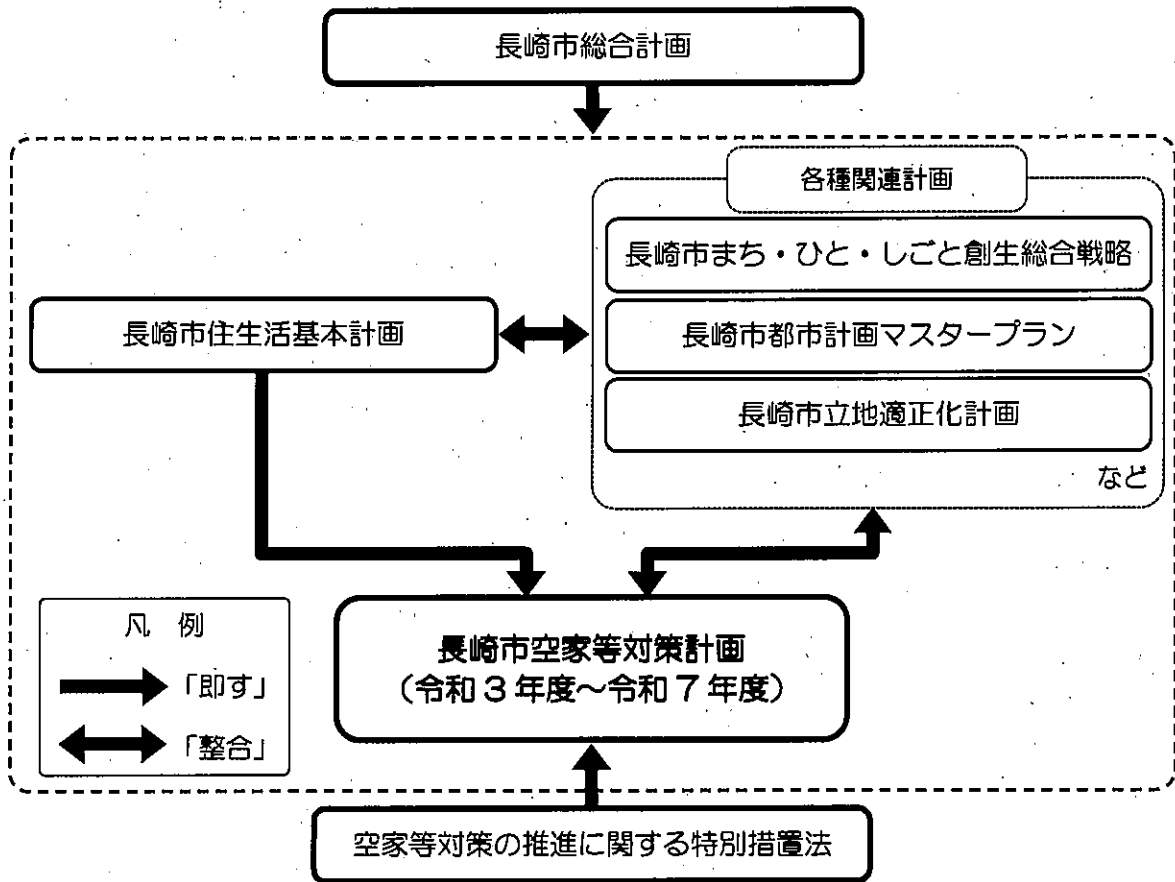 長崎市総合計画
各種関連計画
長崎市まち・ひと・しごと創生総合戦略
長崎市住生活基本計画
長崎市都市計画マスタープラン
長崎市立地適正化計画
など
凡 例
「即す」
「整合」
長崎市空家等対策計画
（令和３年度～令和７年度）
空家等対策の推進に関する特別措置法